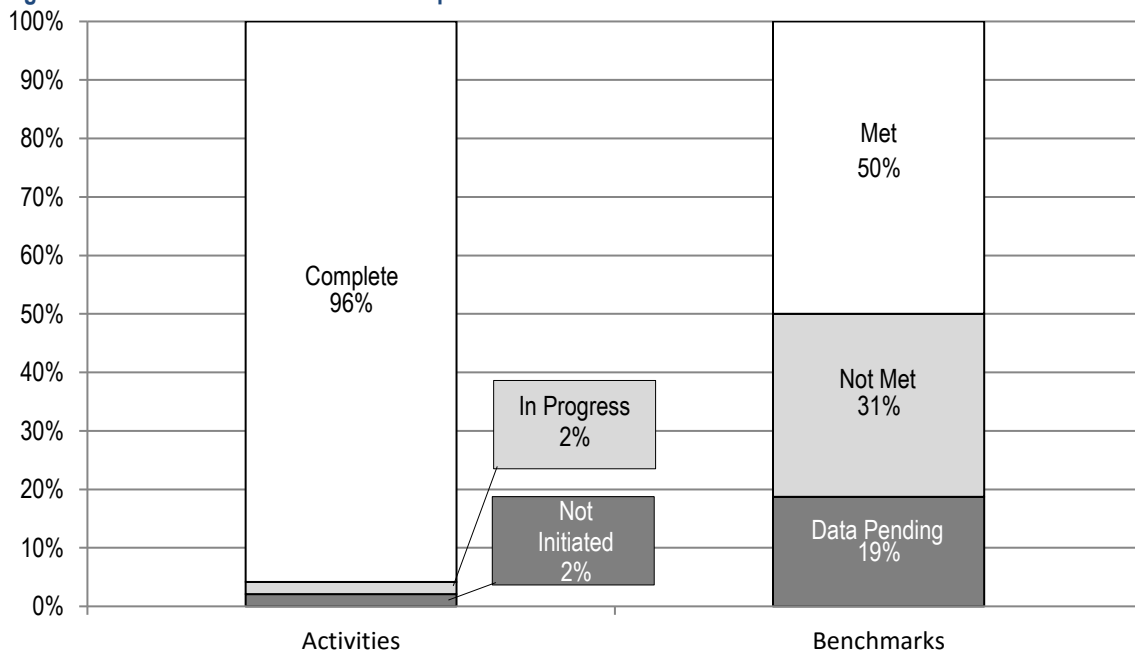 100%
90%
80%
70%
60%
50%
40%
30%
20%
10%
0%
Complete
96%
In Progress
2%
Not
Initiated
2%
Met
50%
Not Met
31%
Data Pending
19%
Activities
Benchmarks